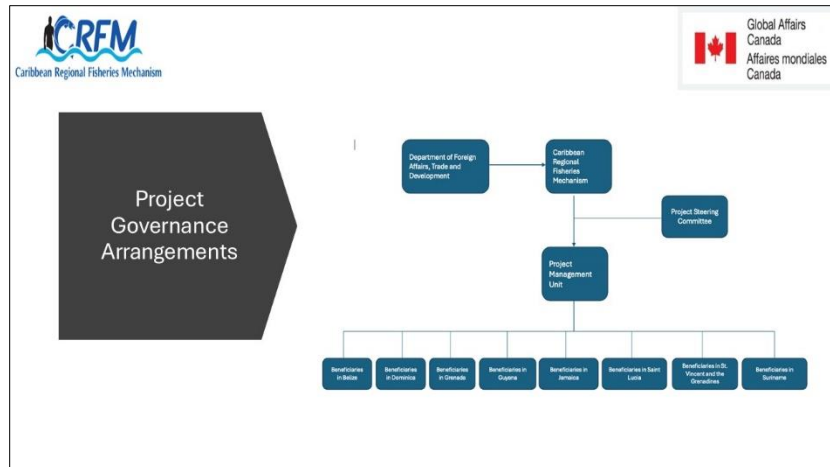 CRFM
Caribbean Regional Fisheries Mechanism
Global Affairs
Canada
Affaires mondiales
Canada
Project
Governance
Arrangements
Department of Foreign
Affairs, Trade and
Development
Caribbean
Regional
Fisheries
Mechanism
Project Steering
Committee
Project
Management
Unit
Beneficiaries
in Belize
Beneficiaries
in Dominica
Beneficiaries
in Grenada
Beneficiaries in
Guyana
Beneficiaries in
Jamaica
Beneficiaries in Saint
Lucia
Beneficiaries in St.
Vincent and the
Grenadines
Beneficiaries in
Suriname